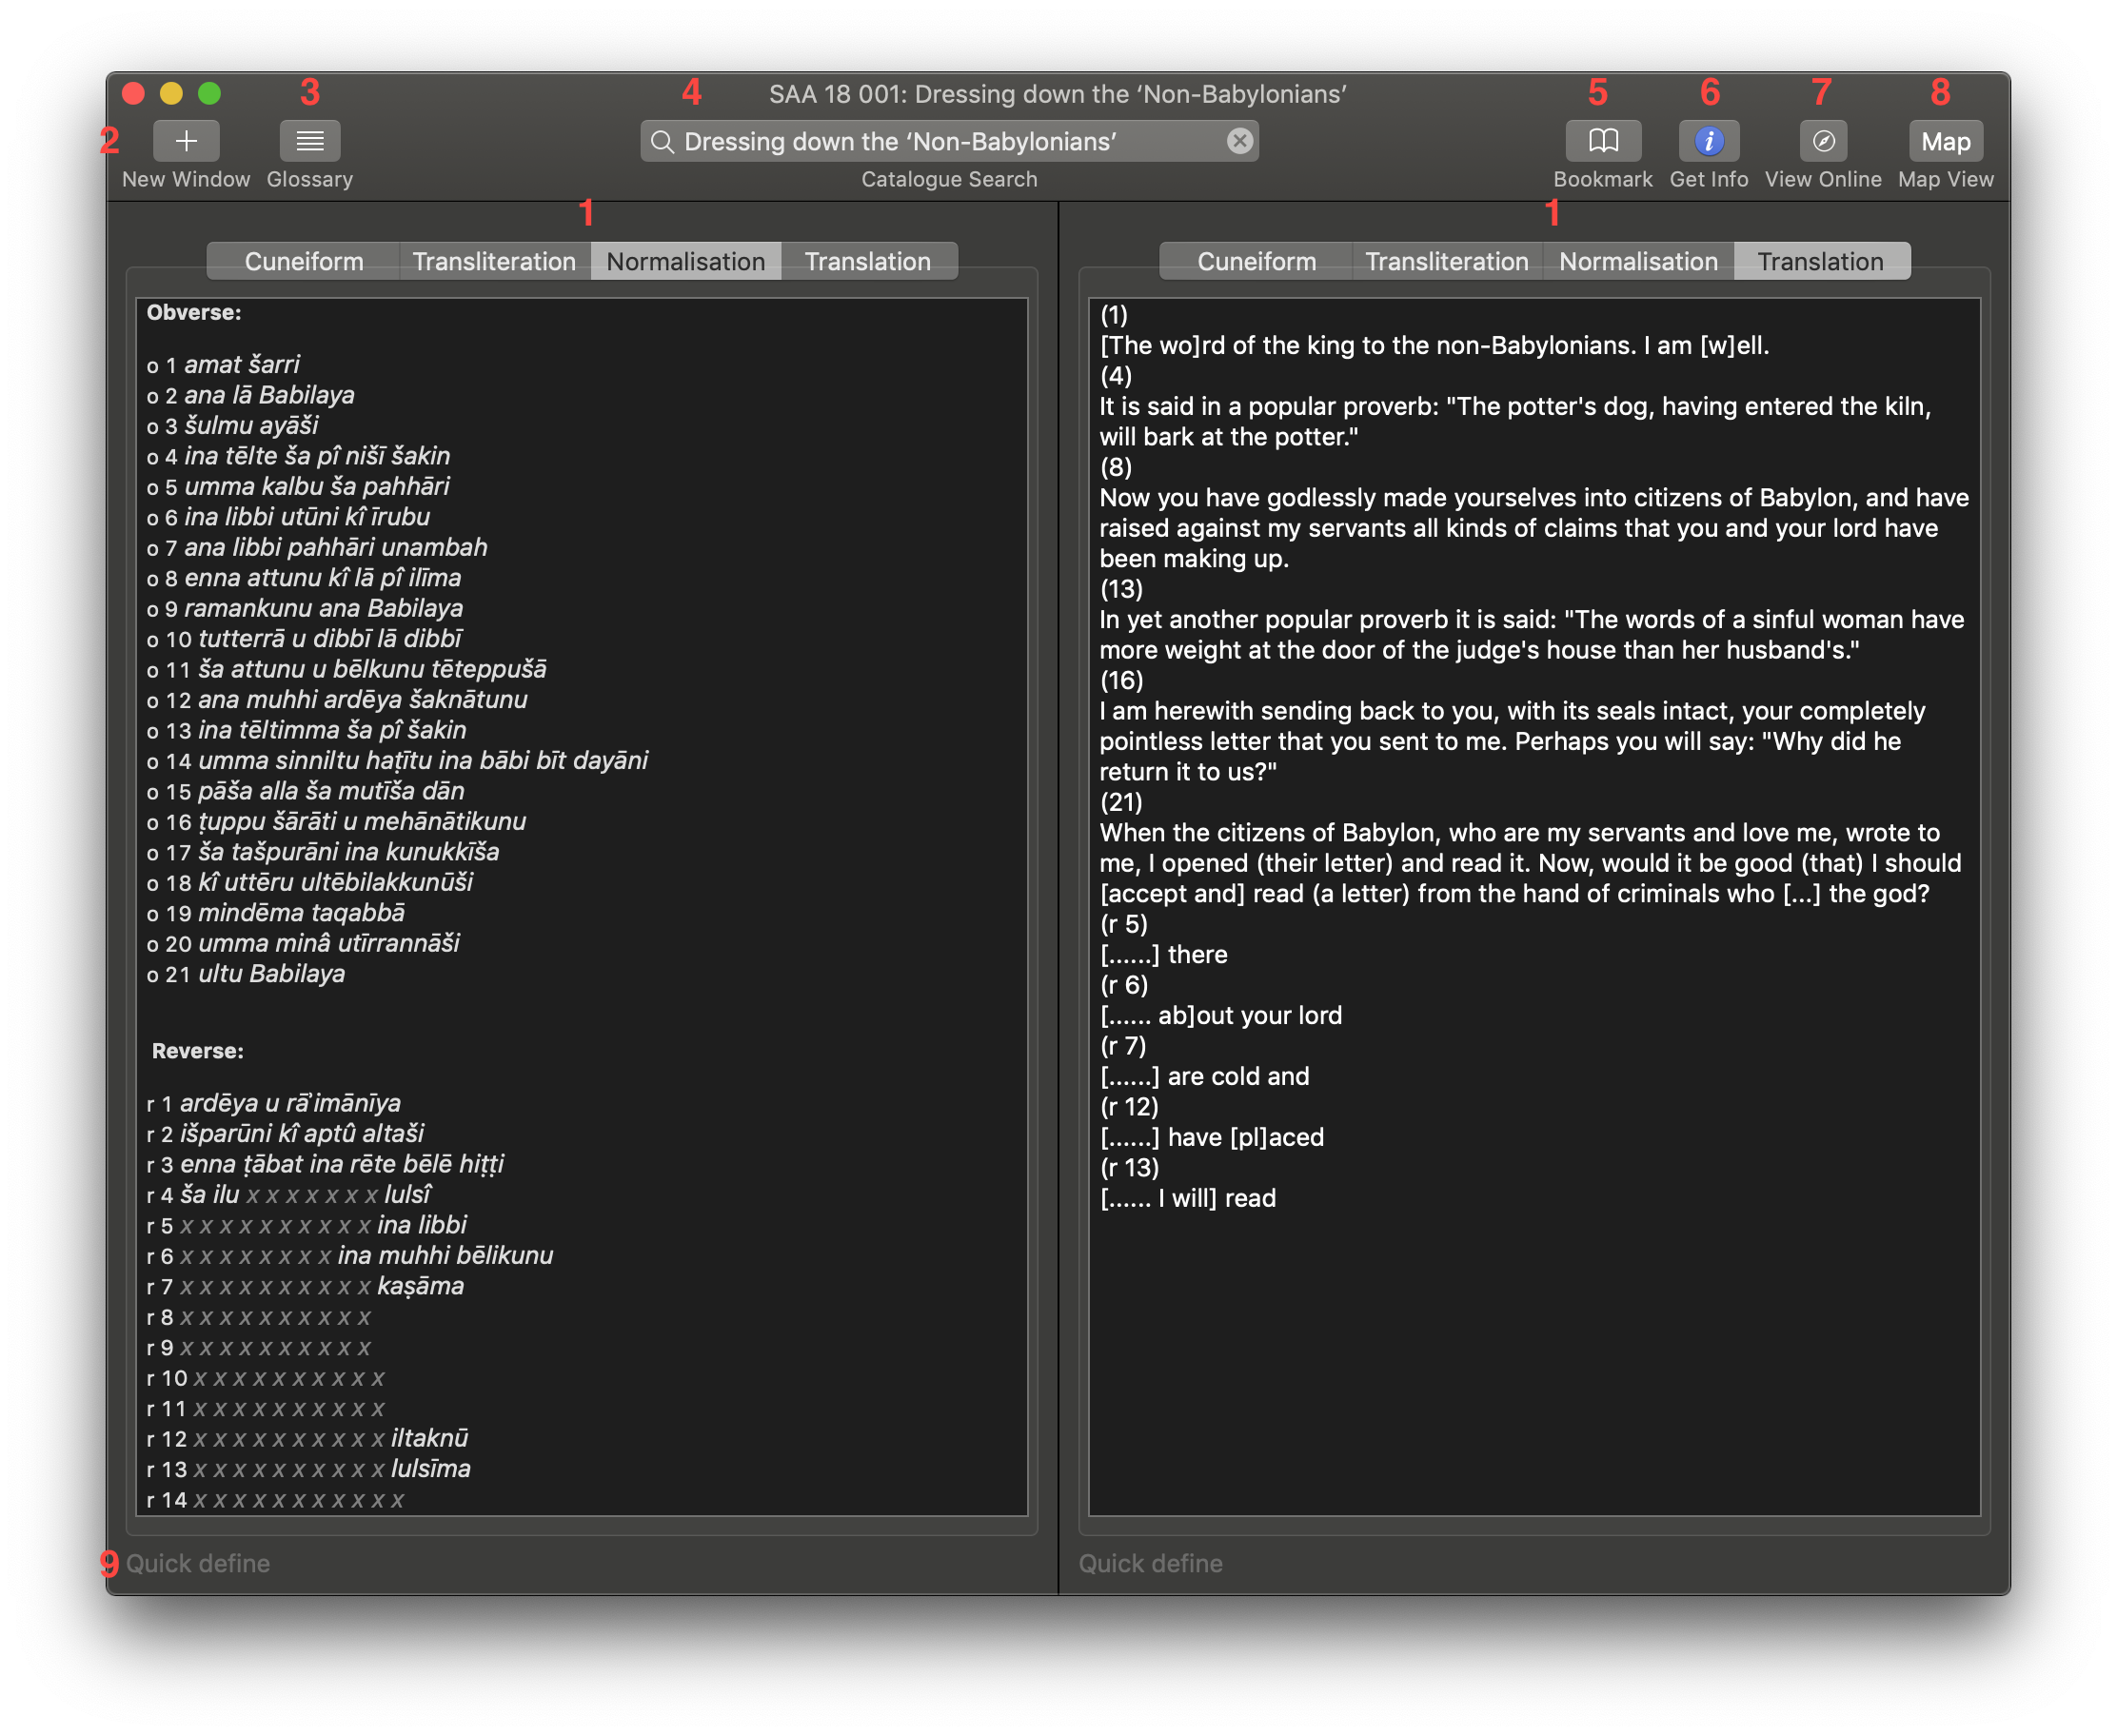 3
4
SAA 18 001: Dressing down the ‘Non-Babylonians’
5
6
7
8
2
Dressing down the ‘Non-Babylonians’
Map
New Window
Glossary
Catalogue Search
Bookmark
Get Info
View Online
Map View
1
1
Cuneiform
Transliteration
Normalisation
Translation
Obverse:
o 1 amat šarri
o 2 ana lā Babilaya
o 3 šulmu ayāši
o 4 ina tēlte ša pî nišī šakin
o 5 umma kalbu ša pahhāri
o 6 ina libbi utūni kî īrubu
o 7 ana libbi pahhāri unambah
o 8 enna attunu kî lā pî ilīma
o 9 ramankunu ana Babilaya
o 10 tutterrā u dibbī lā dibbī
o 11 ša attunu u bēlkunu tēteppušā
o 12 ana muhhi ardēya šaknātunu
o 13 ina tēltimma ša pî šakin
o 14 umma sinniltu haṭītu ina bābi bīt dayāni
o 15 pāša alla ša mutīša dān
o 16 ṭuppu šārāti u mehānātikunu
o 17 ša tašpurāni ina kunukkīša
o 18 kî uttēru ultēbilakkunūši
o 19 mindēma taqabbā
o 20 umma minâ utīrrannāši
o 21 ultu Babilaya
Reverse:
r 1 ardēya u rāʾimānīya
r 2 išparūni kî aptû altaši
r 3 enna ṭābat ina rēte bēlē hiṭṭi
r 4 ša ilu x x x x x x x lulsî
r 5 x x x x x x x x x x ina libbi
r 6 x x x x x x x x ina muhhi bēlikunu
r 7 x x x x x x x x x x kaṣāma
r 8 x x x x x x x x x x
r 9 x x x x x x x x x x
r 10 x x x x x x x x x x
r 11 x x x x x x x x x x
r 12 x x x x x x x x x x iltaknū
r 13 x x x x x x x x x x lulsīma
r 14 x x x x x x x x x x x
9
Quick define
Cuneiform
Transliteration
Normalisation
Translation
(1)
[The wo]rd of the king to the non-Babylonians. I am [w]ell.
(4)
It is said in a popular proverb: "The potter's dog, having entered the kiln,
will bark at the potter."
(8)
Now you have godlessly made yourselves into citizens of Babylon, and have
raised against my servants all kinds of claims that you and your lord have
been making up.
(13)
In yet another popular proverb it is said: "The words of a sinful woman have
more weight at the door of the judge's house than her husband's."
(16)
I am herewith sending back to you, with its seals intact, your completely
pointless letter that you sent to me. Perhaps you will say: "Why did he
return it to us?"
(21)
When the citizens of Babylon, who are my servants and love me, wrote to
me, I opened (their letter) and read it. Now, would it be good (that) I should
[accept and] read (a letter) from the hand of criminals who [...] the god?
(r 5)
[......] there
(r 6)
[...... ab]out your lord
(r 7)
[......] are cold and
(r 12)
[......] have [pl]aced
(r 13)
[...... I will] read
Quick define